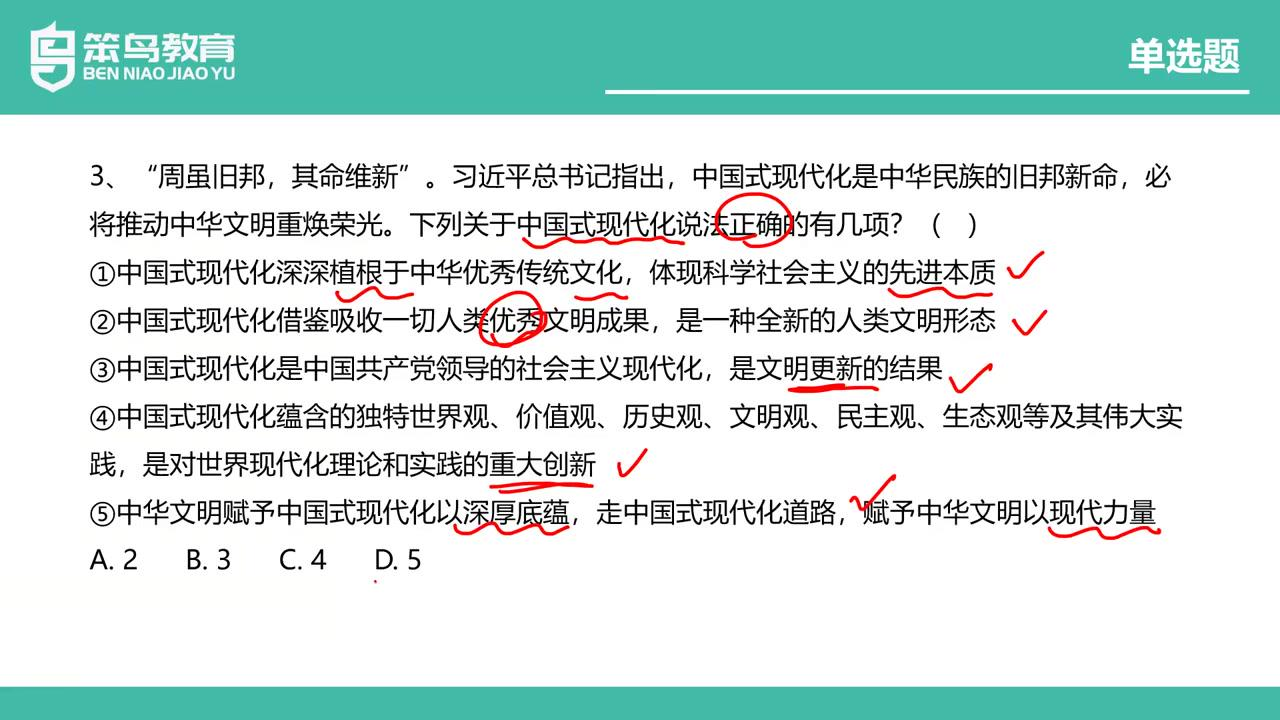 笨鸟教育
BEN NIAO JIAO YU
单选题
3、“周虽旧邦，其命维新”。习近平总书记指出，中国式现代化是中华民族的旧邦新命，必
将推动中华文明重焕荣光。下列关于中国式现代化说法正确的有几项？（ ）
①中国式现代化深深植根于中华优秀传统文化，体现科学社会主义的先进本质
②中国式现代化借鉴吸收一切人类优秀文明成果，是一种全新的人类文明形态
③中国式现代化是中国共产党领导的社会主义现代化，是文明更新的结果
④中国式现代化蕴含的独特世界观、价值观、历史观、文明观、民主观、生态观等及其伟大实
践，是对世界现代化理论和实践的重大创新
⑤中华文明赋予中国式现代化以深厚底蕴，走中国式现代化道路，赋予中华文明以现代力量
A. 2 B. 3 C. 4 D. 5